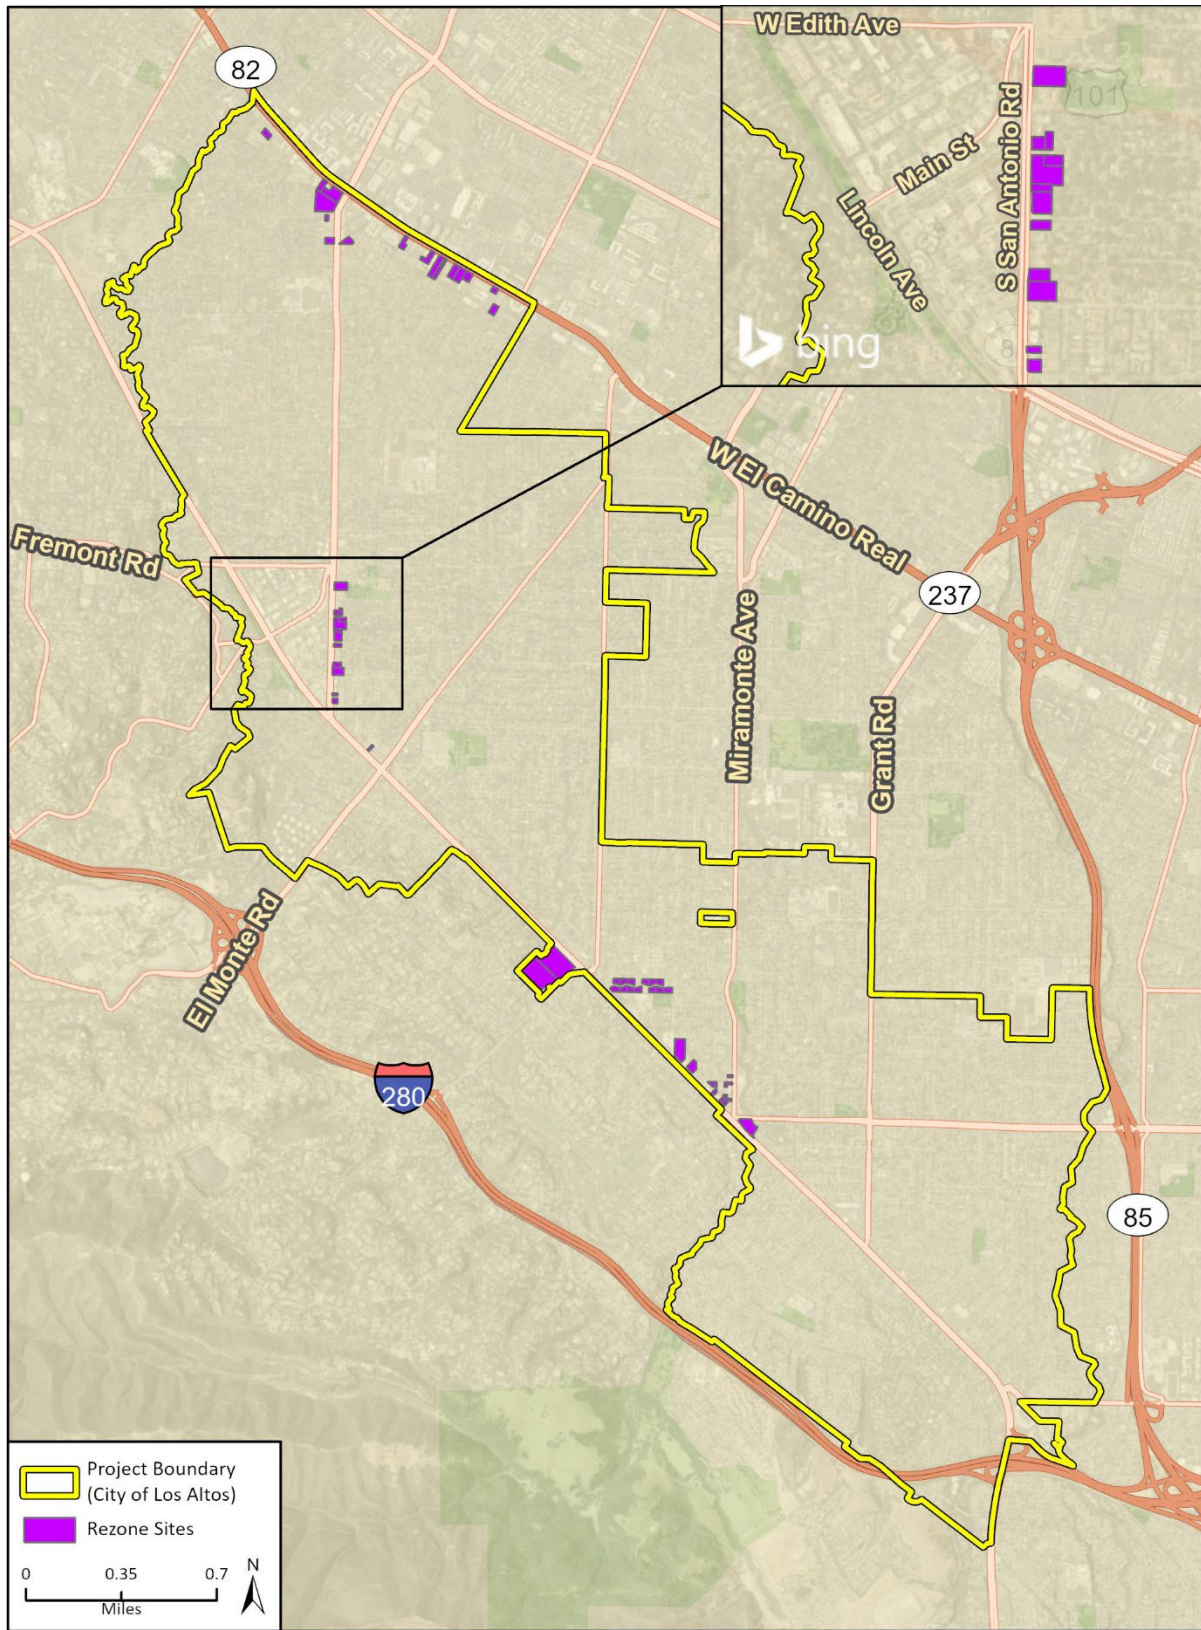 W Edith Ave
82
101
S San Antonio Rd
Main St
Lincoln Ave
bing
W El Camino Real
Fremont Rd
237
Miramonte Ave
Grant Rd
El Monte Rd
280
85
Project Boundary
(City of Los Altos)
Rezone Sites
0 0.35 0.7
Miles
N